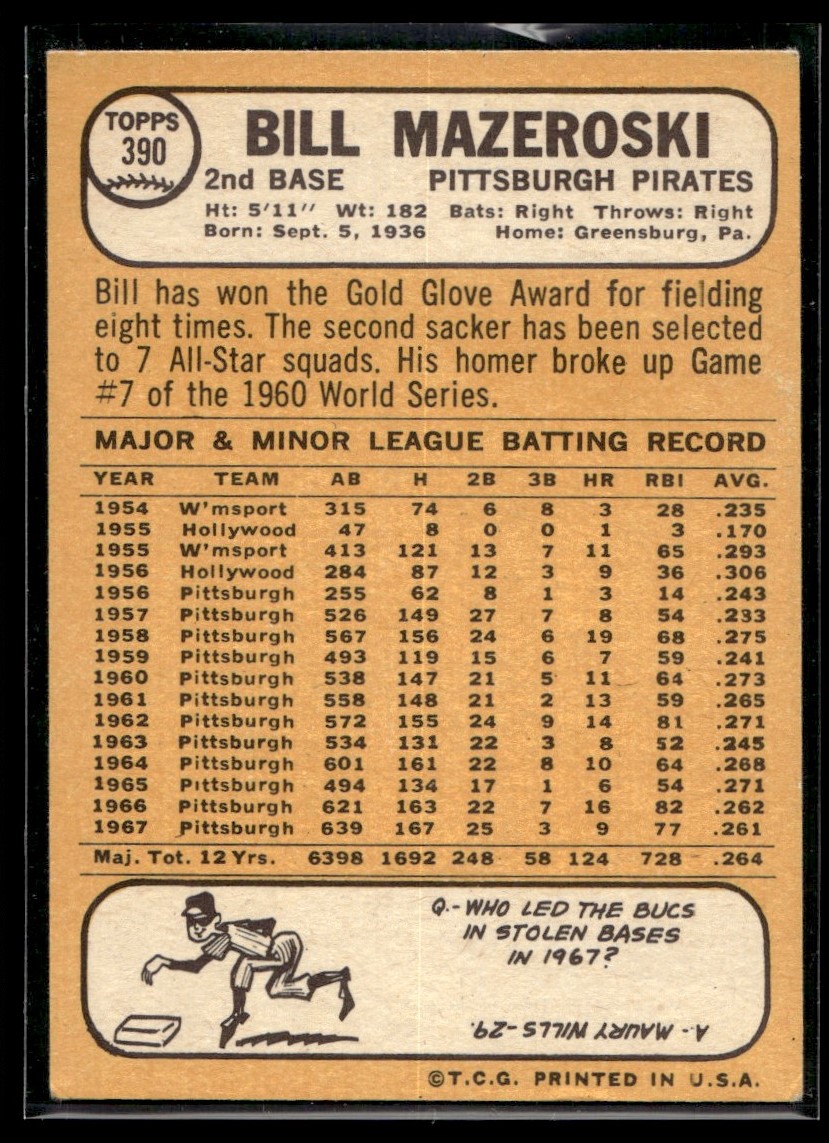 TOPPS
390
BILL MAZEROSKI
2nd BASE PITTSBURGH PIRATES
Ht: 5'11" Wt: 182 Bats: Right Throws: Right
Born: Sept. 5, 1936 Home: Greensburg, Pa.
Bill has won the Gold Glove Award for fielding
eight times. The second sacker has been selected
to 7 All-Star squads. His homer broke up Game
#7 of the 1960 World Series.
MAJOR & MINOR LEAGUE BATTING RECORD
YEAR TEAM AB H 2B 3B HR RBI AVG.
1954 W'msport 315 74 6 8 3 28 .235
1955 Hollywood 47 8 0 0 1 3 .170
1955 W'msport 413 121 13 7 11 65 .293
1956 Hollywood 284 87 12 3 9 36 .306
1956 Pittsburgh 255 62 8 1 3 14 .243
1957 Pittsburgh 526 149 27 7 8 54 .233
1958 Pittsburgh 567 156 24 6 19 68 .275
1959 Pittsburgh 493 119 15 6 7 59 .241
1960 Pittsburgh 538 147 21 5 11 64 .273
1961 Pittsburgh 558 148 21 2 13 59 .265
1962 Pittsburgh 572 155 24 9 14 81 .271
1963 Pittsburgh 534 131 22 3 8 52 .245
1964 Pittsburgh 601 161 22 8 10 64 .268
1965 Pittsburgh 494 134 17 1 6 54 .271
1966 Pittsburgh 621 163 22 7 16 82 .262
1967 Pittsburgh 639 167 25 3 9 77 .261
Maj. Tot. 12 Yrs. 6398 1692 248 58 124 728 .264
Q.-WHO LED THE BUCS
IN STOLEN BASES
IN 1967?
A.-MAURY WILLS-29.
©T.C.G. PRINTED IN U.S.A.